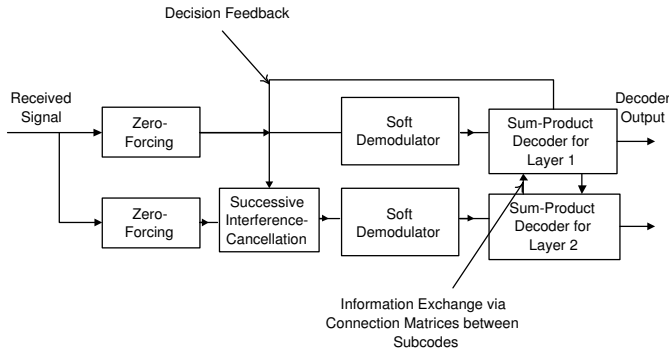 Decision Feedback
Received
Signal
Zero-
Forcing
Soft
Demodulator
Sum-Product
Decoder for
Layer 1
Decoder
Output
Zero-
Forcing
Successive
Interference-
Cancellation
Soft
Demodulator
Sum-Product
Decoder for
Layer 2
Information Exchange via
Connection Matrices between
Subcodes